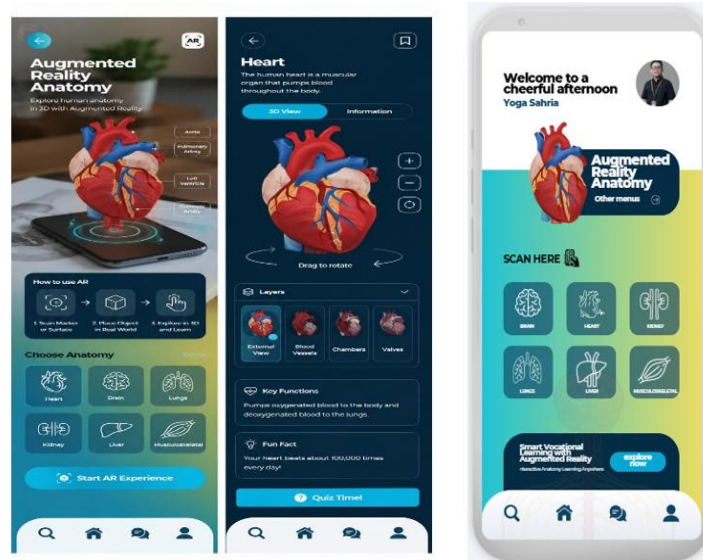 AR
Augmented
Reality
Anatomy
Explore human anatomy
in 3D with Augmented Reality
Aorta
Pulmonary
Artery
Left
Ventricle
Artery
How to use AR
1. Scan Marker
or Surface
2. Place Object
in Real World
3. Explore in 3D
and Learn
Choose Anatomy
Heart
Brain
Lungs
Kidney
Liver
Musculoskeletal
Start AR Experience
Heart
The human heart is a muscular
organ that pumps blood
throughout the body.
3D View
Information
Drag to rotate
Layers
External
View
Blood
Vessels
Chambers
Valves
Key Functions
Pumps oxygenated blood to the body and
deoxygenated blood to the lungs.
Fun Fact
Your heart beats about 100,000 times
every day!
Quiz Time!
Welcome to a
cheerful afternoon
Yoga Sahria
Augmented
Reality
Anatomy
Other menus
SCAN HERE
BRAIN
HEART
KIDNEY
LUNGS
LIVER
MUSCULOSKELETAL
Smart Vocational
Learning with
Augmented Reality
nteractive Anatomy Learning Anywhere
explore
now